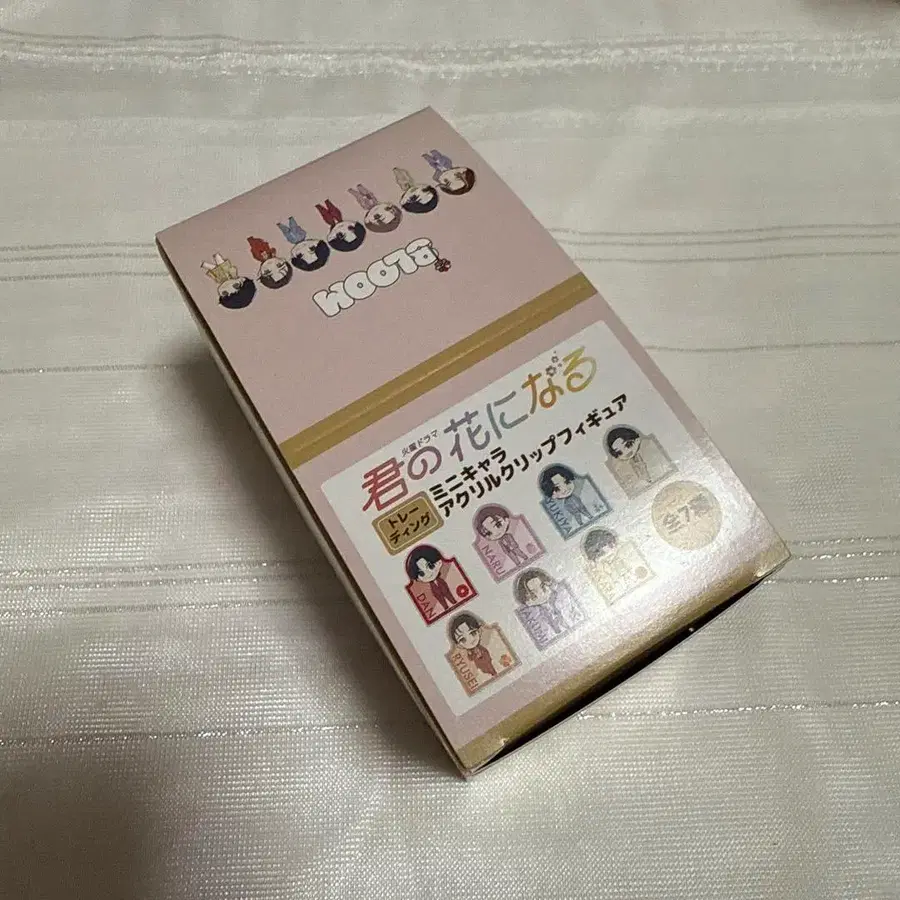 8LOOM
火曜ドラマ
君の花になる
トレーディング
ミニキャラ
アクリルクリップフィギュア
全7種
DAN
NARU
YUKIYA
RYUSEI